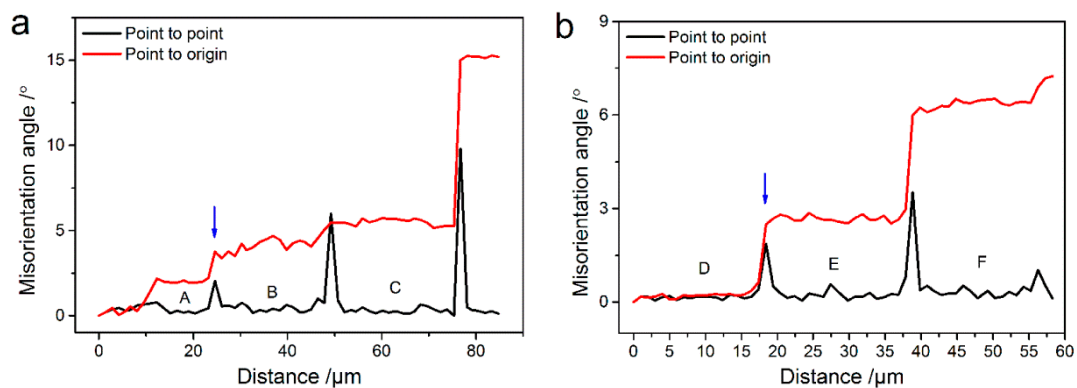 a
Point to point
Point to origin
Misorientation angle /°
15
10
5
0
A
B
C
0 20 40 60 80
Distance /μm
b
Point to point
Point to origin
Misorientation angle /°
9
6
3
0
D
E
F
0 5 10 15 20 25 30 35 40 45 50 55 60
Distance /μm